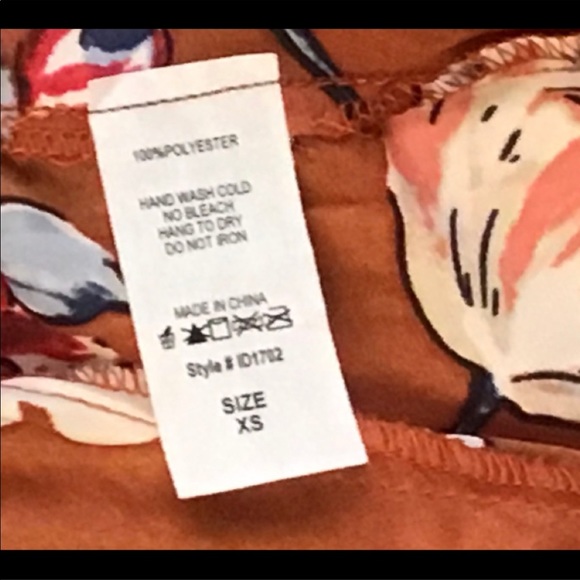 100%POLYESTER
HAND WASH COLD
NO BLEACH
HANG TO DRY
DO NOT IRON
MADE IN CHINA
Style # ID1702
SIZE
XS